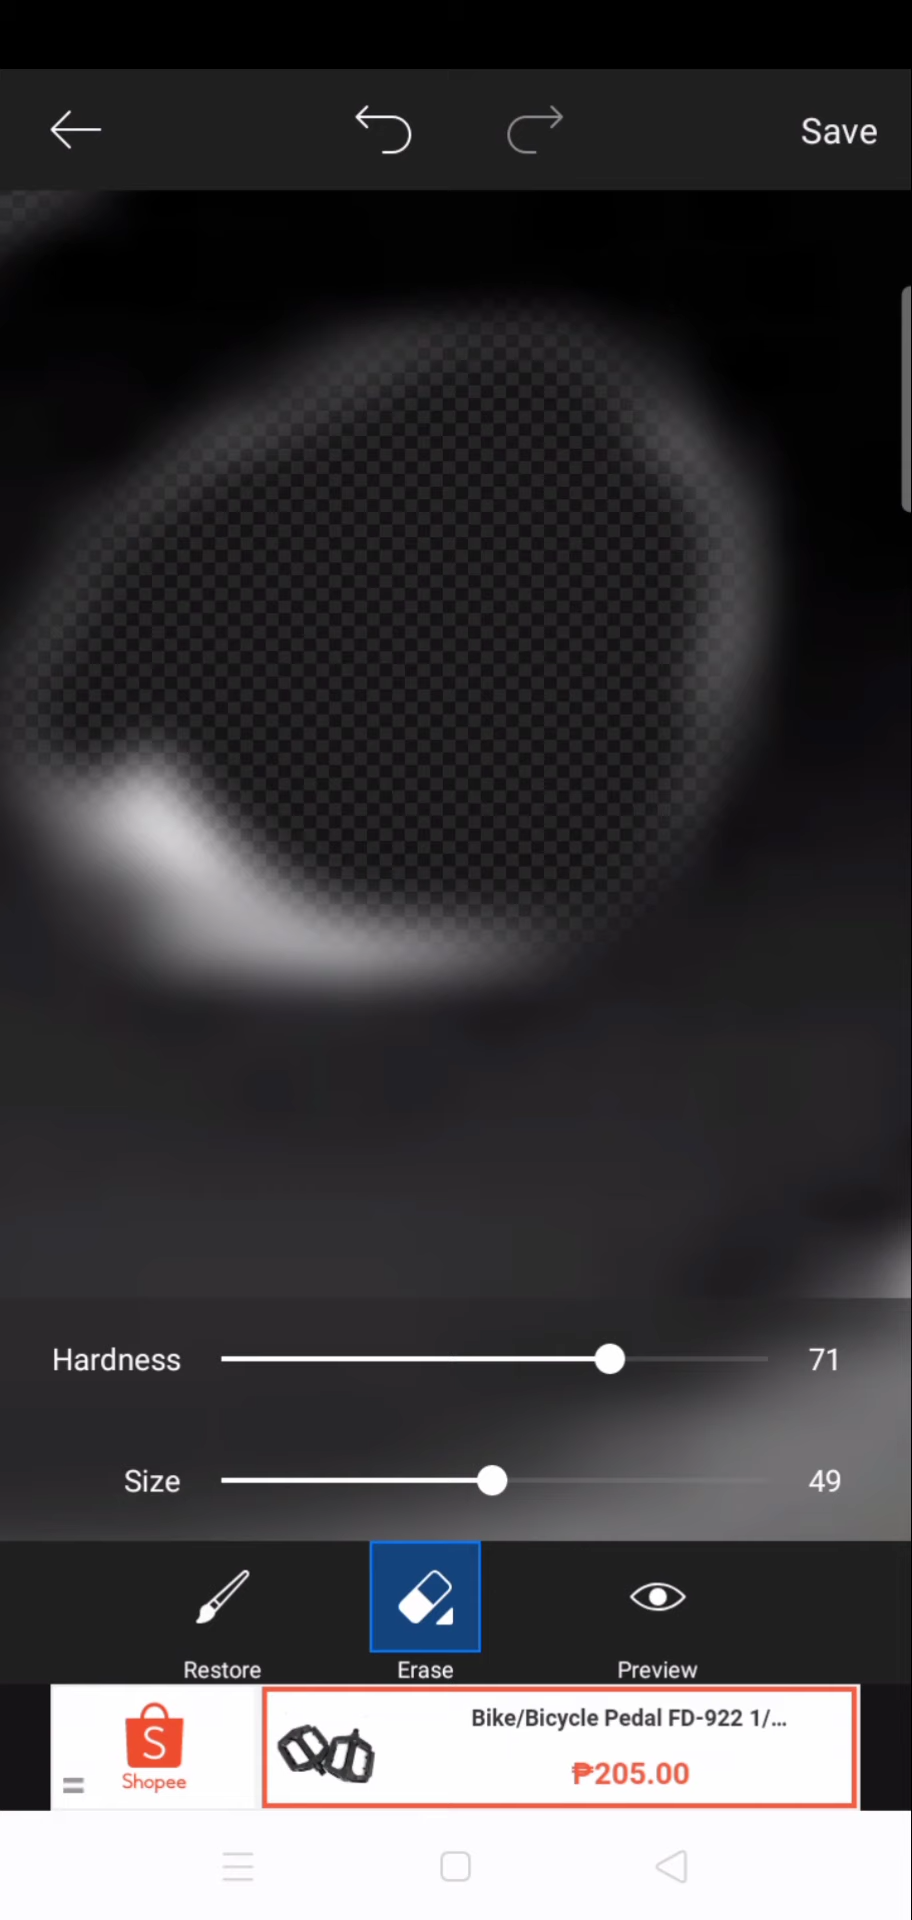 Save
Hardness 71
Size 49
Restore Erase Preview
S
Shopee
Bike/Bicycle Pedal FD-922 1/...
₱205.00